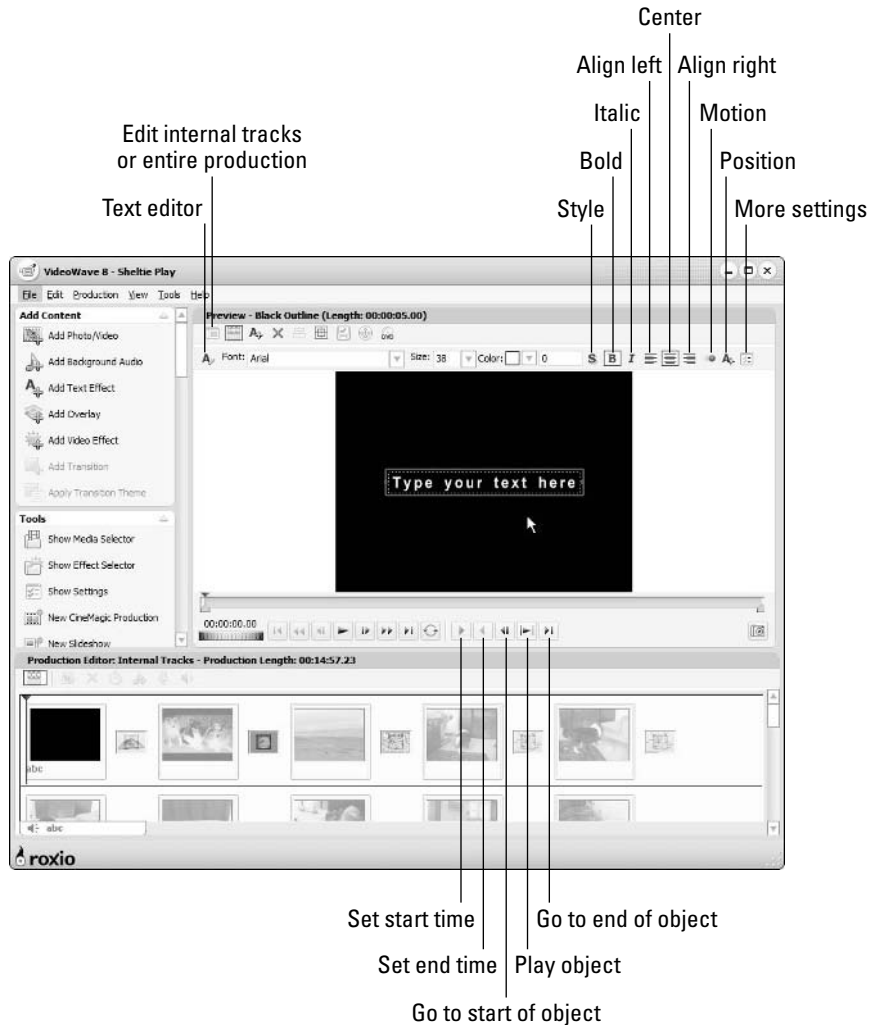 Center
Align left
Align right
Italic
Motion
Edit internal tracks
or entire production
Bold
Position
Text editor
Style
More settings
VideoWave 8 - Sheltie Play
File Edit Production View Tools Help
Add Content
Add Photo/Video
Add Background Audio
Add Text Effect
Add Overlay
Add Video Effect
Add Transition
Apply Transition Theme
Tools
Show Media Selector
Show Effect Selector
Show Settings
New CineMagic Production
New Slideshow
Preview - Black Outline (Length: 00:00:05.00)
DVD
Font: Arial Size: 38 Color: 0 S B I
Type your text here
00:00:00.00
Production Editor: Internal Tracks - Production Length: 00:14:57.23
abc
abc
roxio
Set start time
Go to end of object
Set end time
Play object
Go to start of object